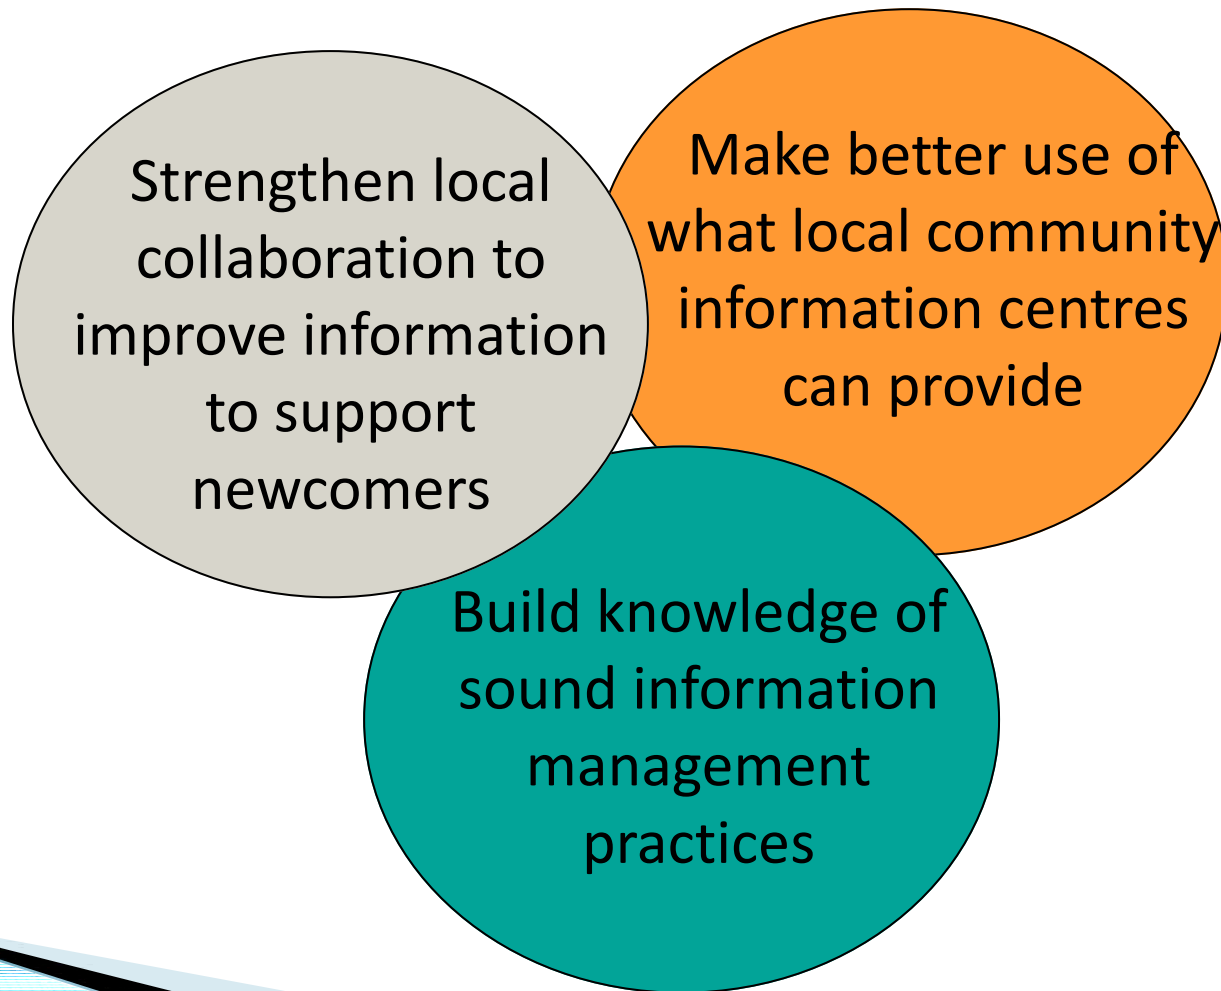 Strengthen local
collaboration to
improve information
to support
newcomers
Make better use of
what local community
information centres
can provide
Build knowledge of
sound information
management
practices